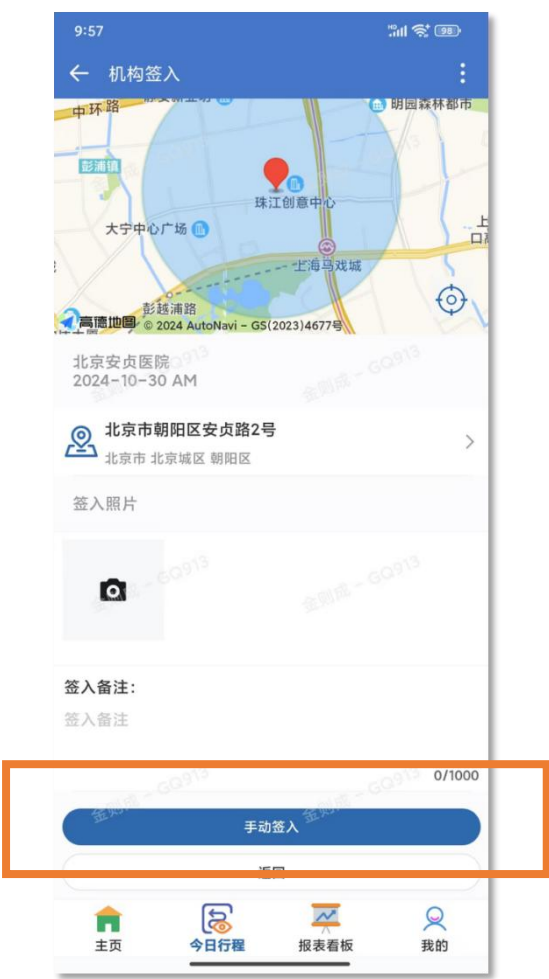 9:57
98
机构签入
中环路
明园森林都市
彭浦镇
珠江创意中心
大宁中心广场
上海马戏城
彭越浦路
高德地图 © 2024 AutoNavi - GS(2023)4677号
北京安贞医院
2024-10-30 AM
北京市朝阳区安贞路2号
北京市 北京城区 朝阳区
签入照片
签入备注：
签入备注
0/1000
手动签入
返回
主页
今日行程
报表看板
我的
金则成 - GQ913